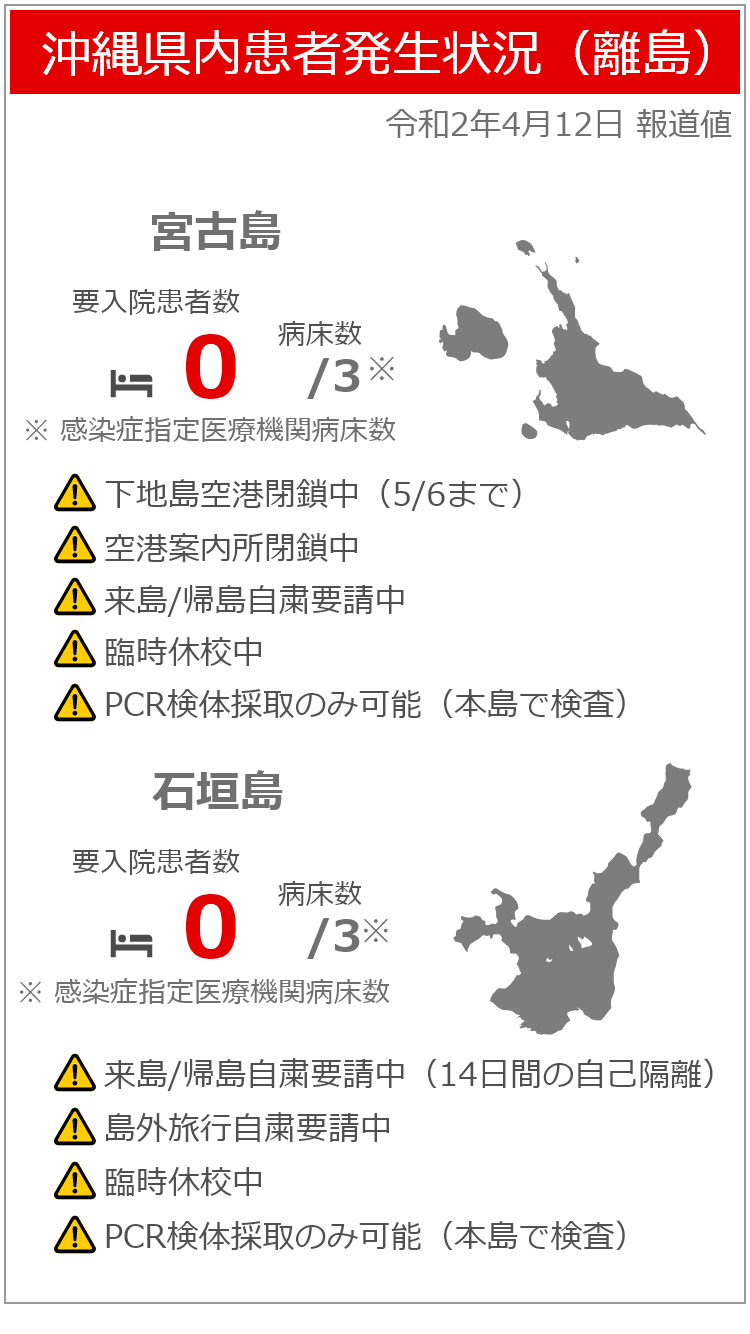 沖縄県内患者発生状況（離島）
令和2年4月12日 報道値
宮古島
要入院患者数
病床数
0
/3※
※ 感染症指定医療機関病床数
下地島空港閉鎖中（5/6まで）
空港案内所閉鎖中
来島/帰島自粛要請中
臨時休校中
PCR検体採取のみ可能（本島で検査）
石垣島
要入院患者数
病床数
0
/3※
※ 感染症指定医療機関病床数
来島/帰島自粛要請中（14日間の自己隔離）
島外旅行自粛要請中
臨時休校中
PCR検体採取のみ可能（本島で検査）